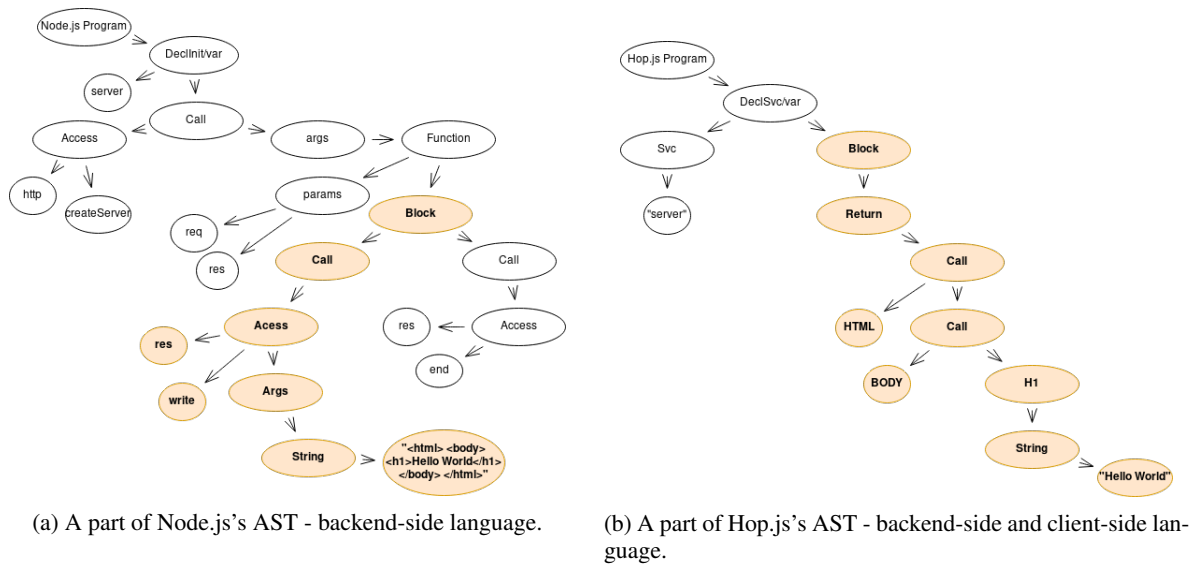 Node.js Program
DeclInit/var
server
Call
Access
args
Function
http
createServer
params
Block
req
res
Call
Call
Acess
res
Access
res
write
end
Args
String
"<html> <body>
<h1>Hello World</h1>
</body> </html>"
(a) A part of Node.js's AST - backend-side language.
Hop.js Program
DeclSvc/var
Svc
Block
"server"
Return
Call
HTML
Call
BODY
H1
String
"Hello World"
(b) A part of Hop.js's AST - backend-side and client-side lan-
guage.